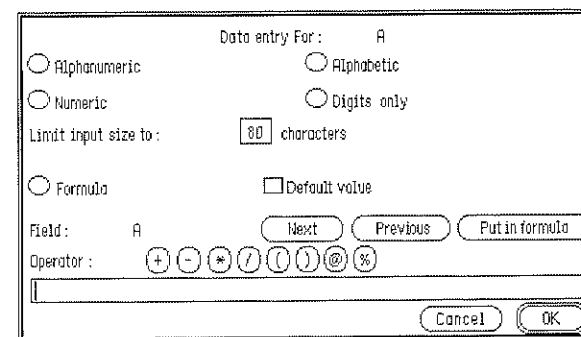 Data entry For : A
Alphanumeric Alphabetic
Numeric Digits only
Limit input size to : 80 characters
Formula Default value
Field : A Next Previous Put in formula
Operator : + - * / ( ) @ %
Cancel OK